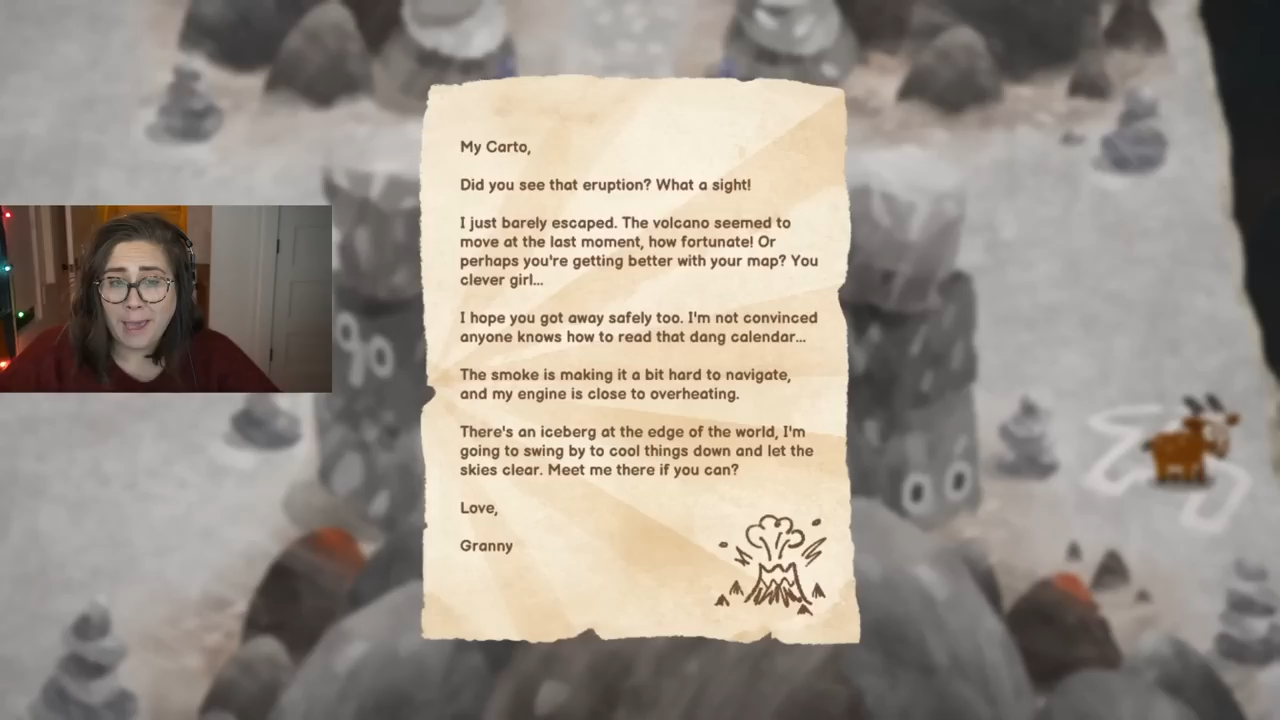 My Carto,
Did you see that eruption? What a sight!
I just barely escaped. The volcano seemed to
move at the last moment, how fortunate! Or
perhaps you're getting better with your map? You
clever girl...
I hope you got away safely too. I'm not convinced
anyone knows how to read that dang calendar...
The smoke is making it a bit hard to navigate,
and my engine is close to overheating.
There's an iceberg at the edge of the world, I'm
going to swing by to cool things down and let the
skies clear. Meet me there if you can?
Love,
Granny